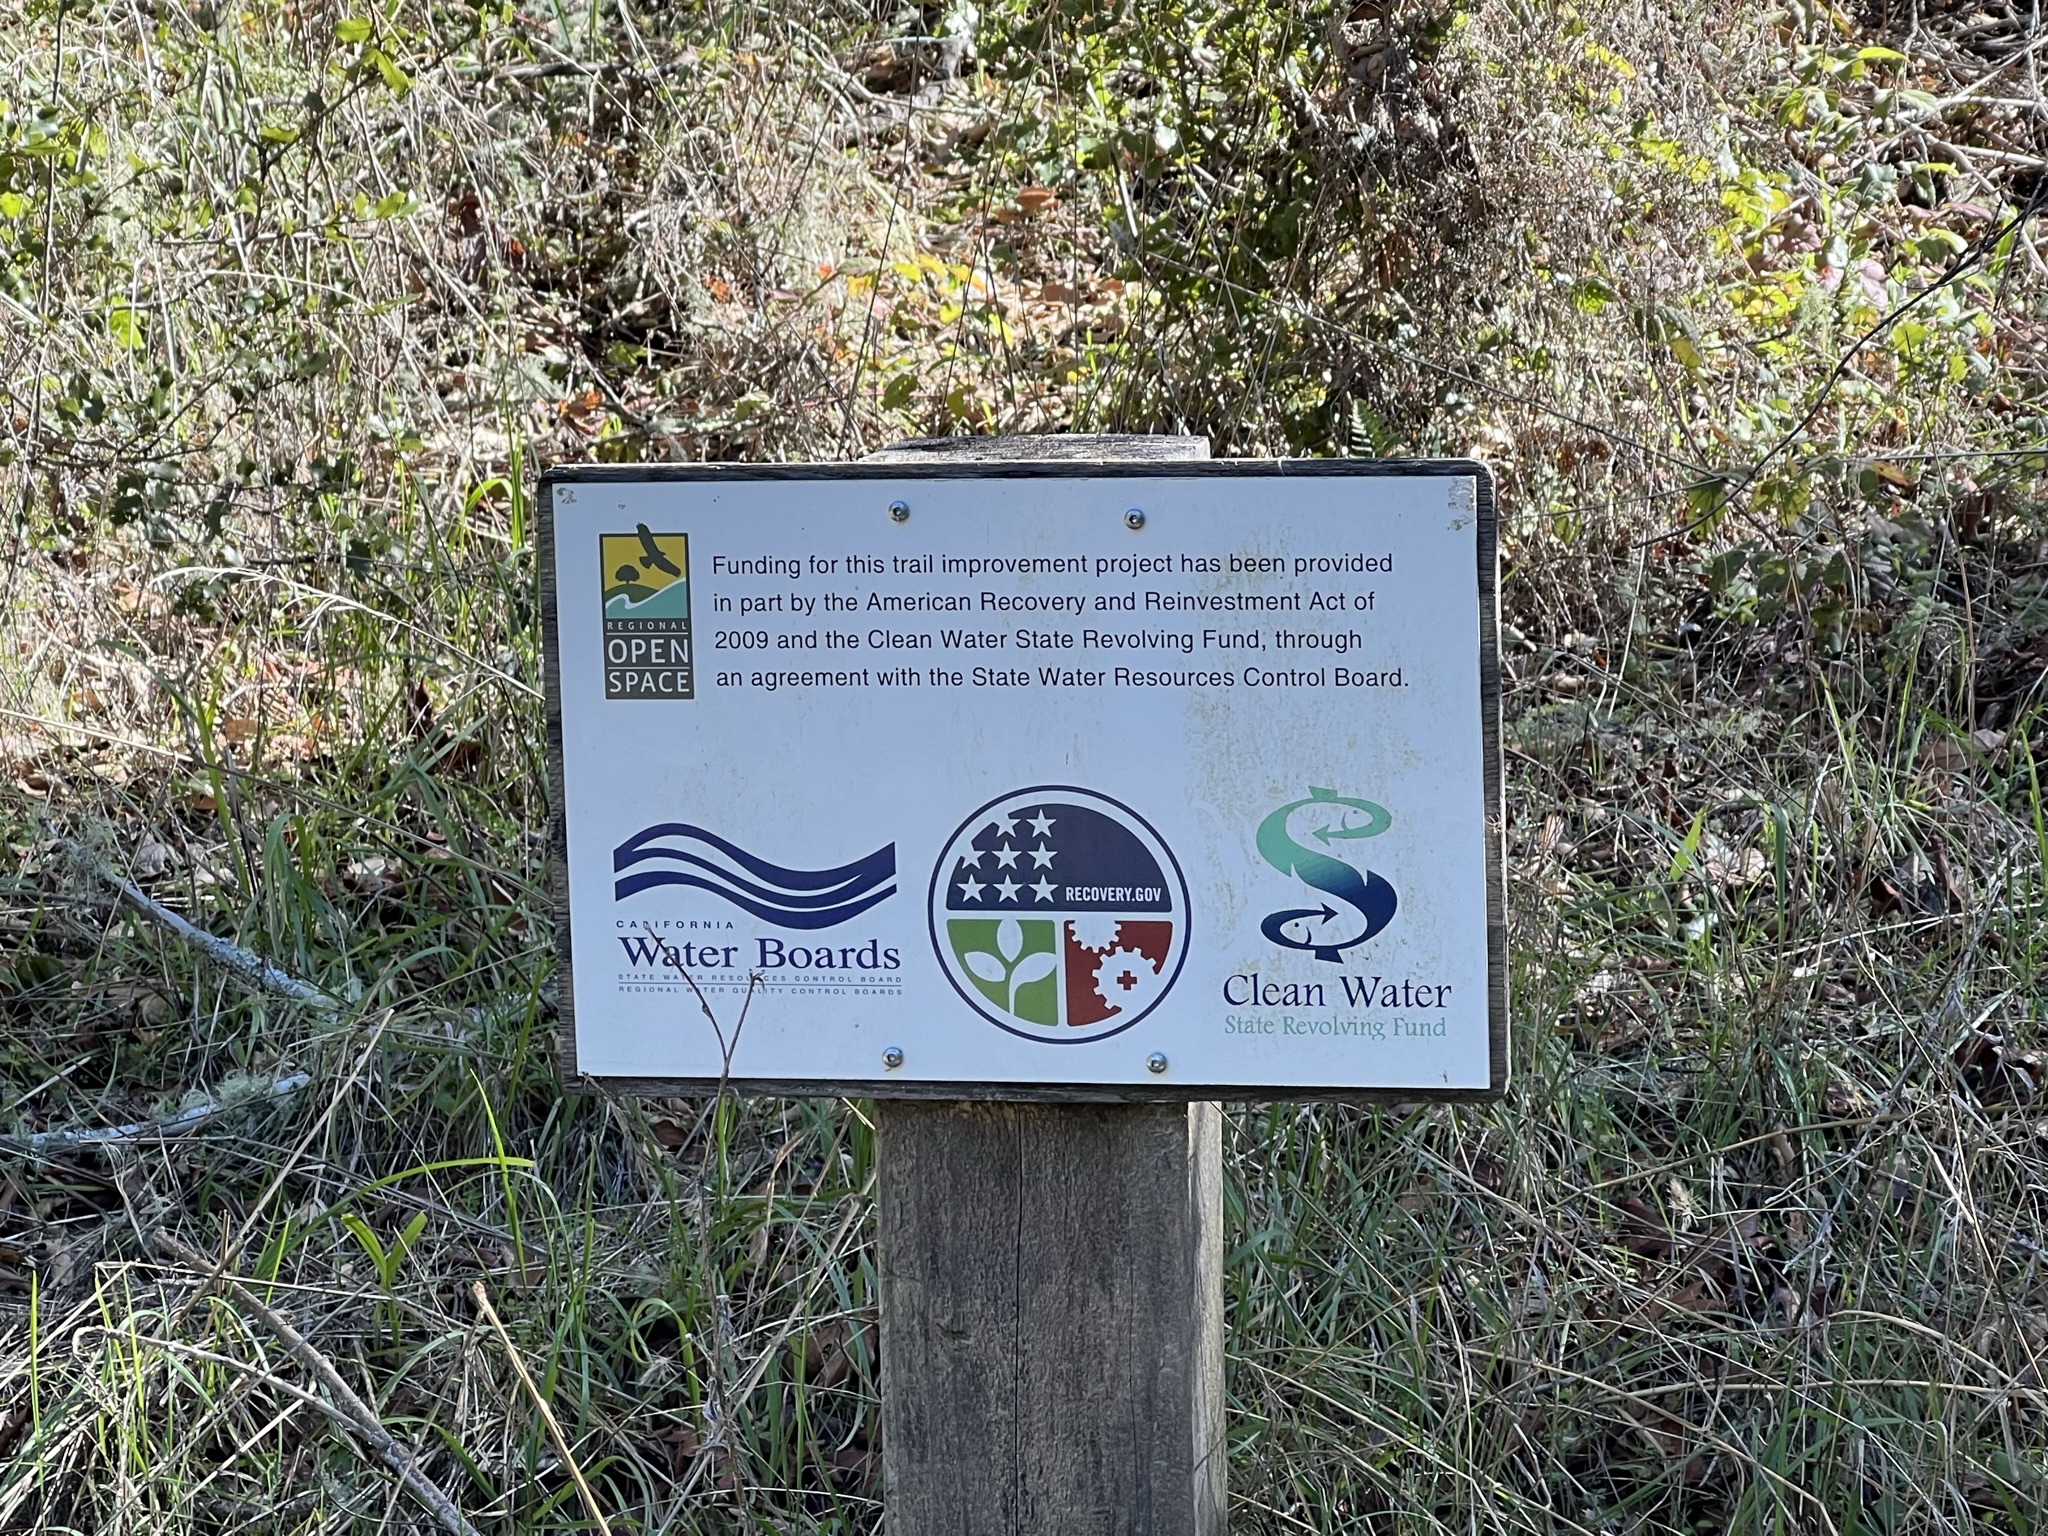 REGIONAL
OPEN
SPACE
Funding for this trail improvement project has been provided
in part by the American Recovery and Reinvestment Act of
2009 and the Clean Water State Revolving Fund, through
an agreement with the State Water Resources Control Board.
CALIFORNIA
Water Boards
STATE WATER RESOURCES CONTROL BOARD
REGIONAL WATER QUALITY CONTROL BOARDS
RECOVERY.GOV
Clean Water
State Revolving Fund